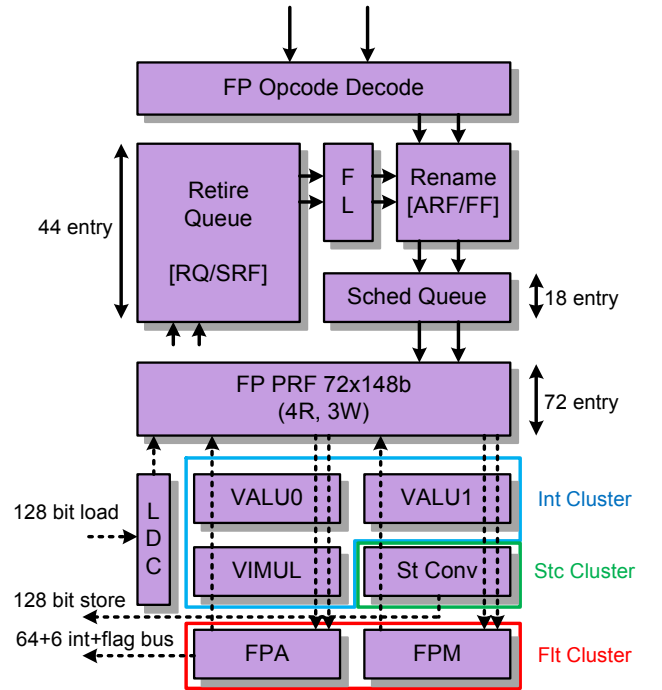 FP Opcode Decode
44 entry
Retire
Queue
[RQ/SRF]
F
L
Rename
[ARF/FF]
Sched Queue
18 entry
FP PRF 72x148b
(4R, 3W)
72 entry
128 bit load
L
D
C
VALU0
VALU1
Int Cluster
VIMUL
St Conv
Stc Cluster
128 bit store
64+6 int+flag bus
FPA
FPM
Flt Cluster